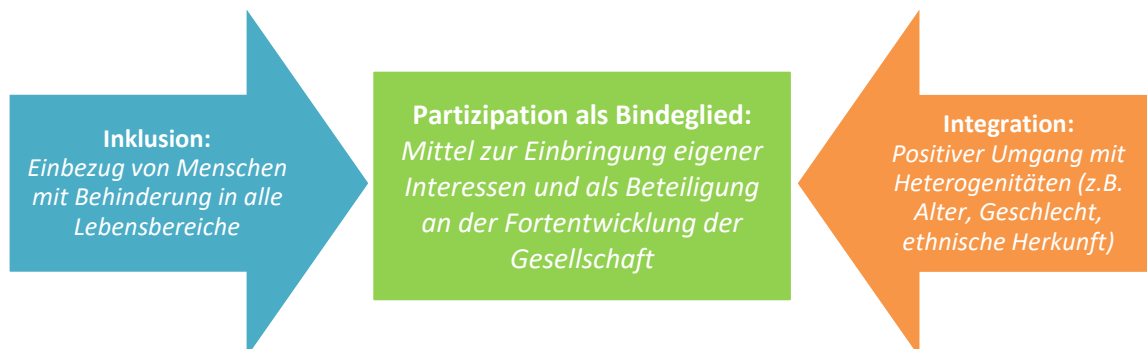 Inklusion:
Einbezug von Menschen
mit Behinderung in alle
Lebensbereiche
Partizipation als Bindeglied:
Mittel zur Einbringung eigener
Interessen und als Beteiligung
an der Fortentwicklung der
Gesellschaft
Integration:
Positiver Umgang mit
Heterogenitäten (z.B.
Alter, Geschlecht,
ethnische Herkunft)